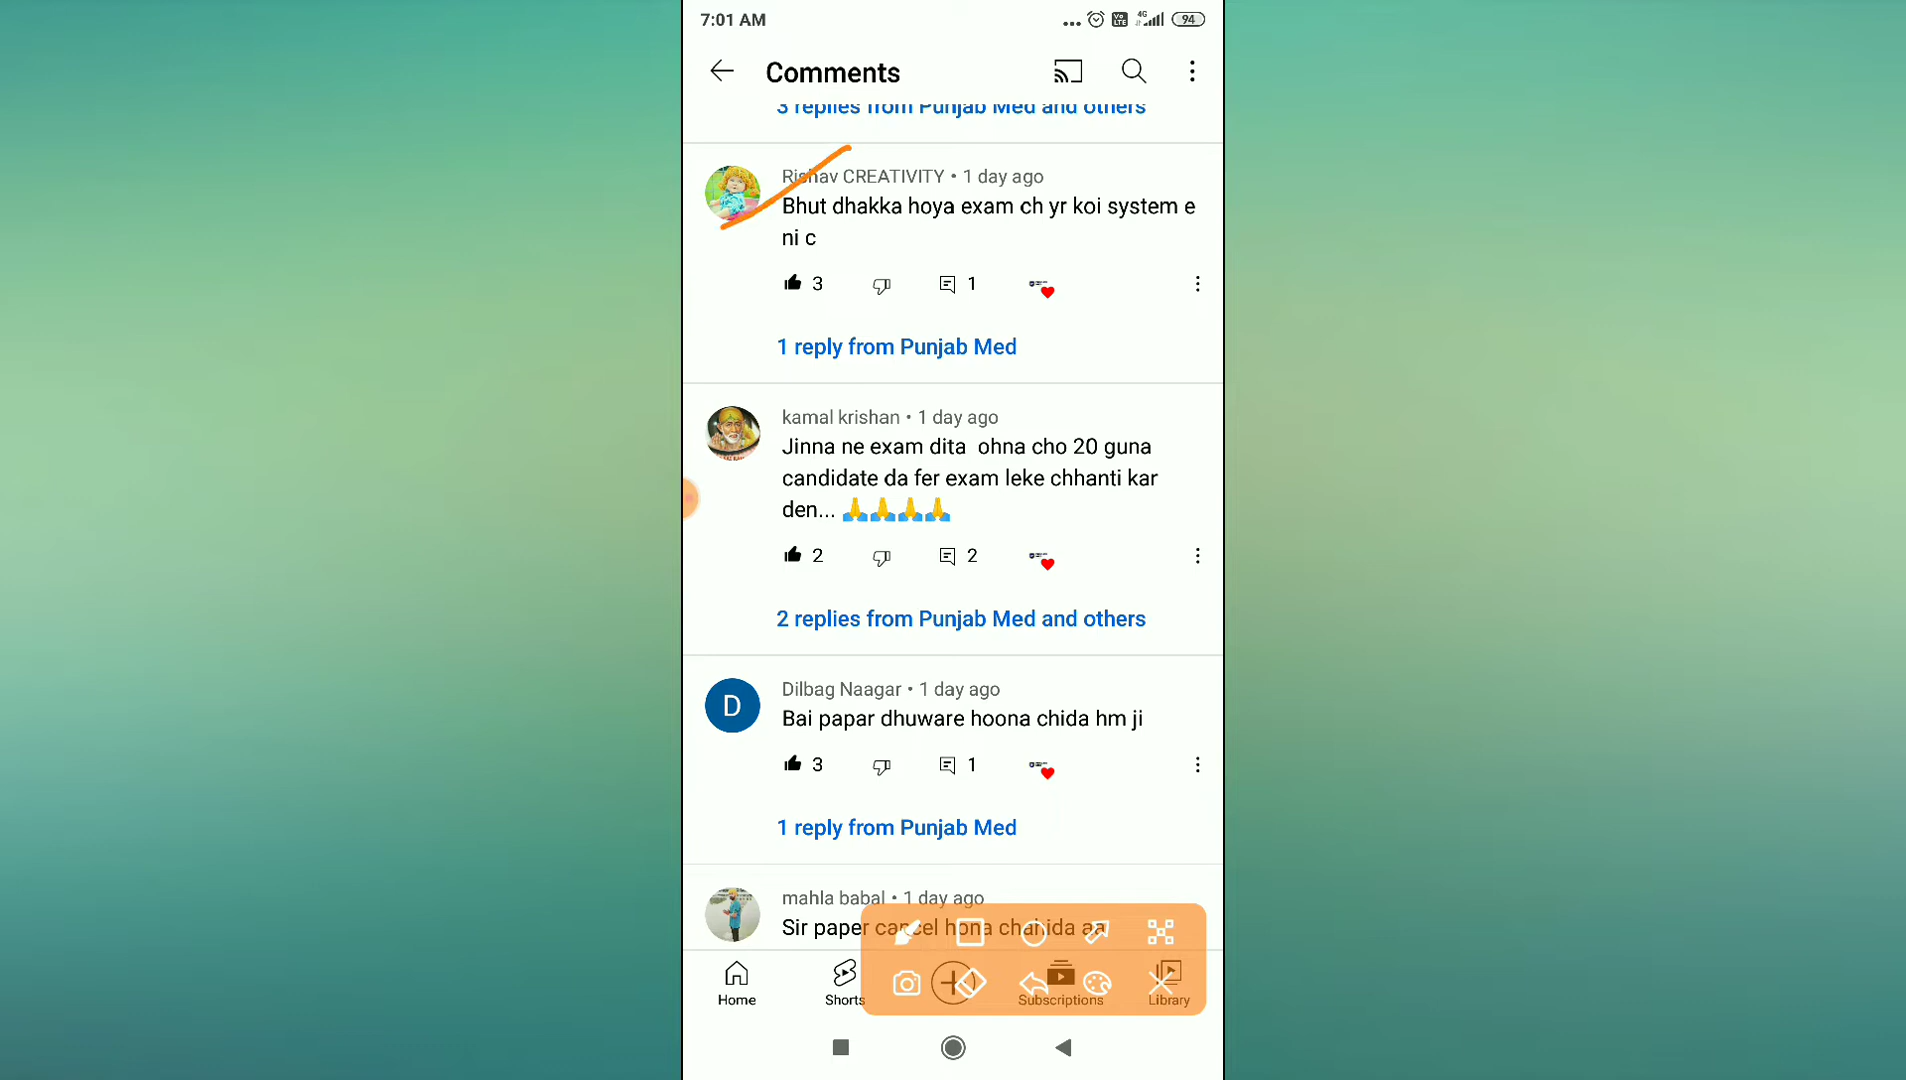 7:01 AM
4G
Vo LTE
94
Comments
3 replies from Punjab Med and others
Rishav CREATIVITY • 1 day ago
Bhut dhakka hoya exam ch yr koi system e
ni c
3
1
1 reply from Punjab Med
kamal krishan • 1 day ago
Jinna ne exam dita ohna cho 20 guna
candidate da fer exam leke chhanti kar
den... 🙏🙏🙏🙏
2
2
2 replies from Punjab Med and others
D
Dilbag Naagar • 1 day ago
Bai papar dhuware hoona chida hm ji
3
1
1 reply from Punjab Med
mahla babal • 1 day ago
Sir paper cancel hona chahida aa
Home
Shorts
Subscriptions
Library